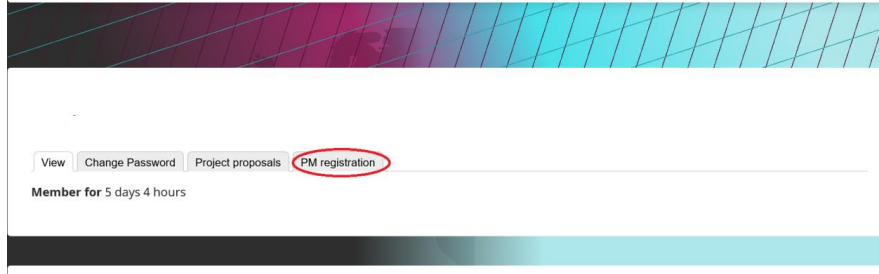 View Change Password Project proposals PM registration
Member for 5 days 4 hours